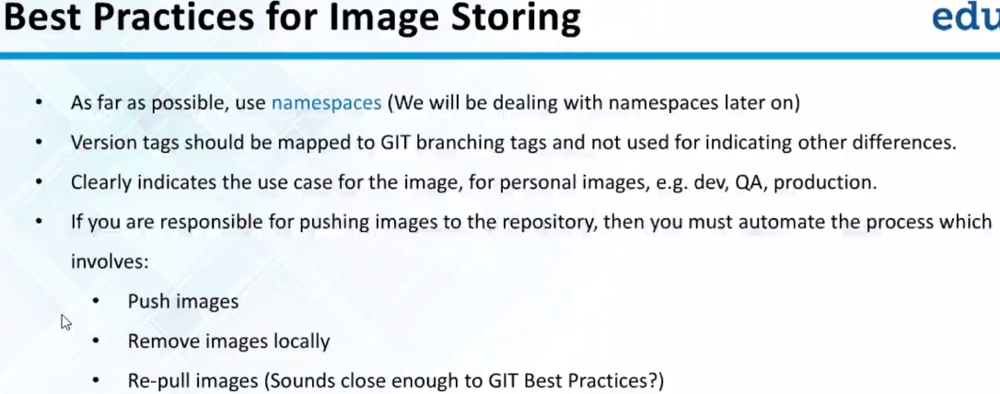 Best Practices for Image Storing
edu
• As far as possible, use namespaces (We will be dealing with namespaces later on)
• Version tags should be mapped to GIT branching tags and not used for indicating other differences.
• Clearly indicates the use case for the image, for personal images, e.g. dev, QA, production.
• If you are responsible for pushing images to the repository, then you must automate the process which
involves:
• Push images
• Remove images locally
• Re-pull images (Sounds close enough to GIT Best Practices?)